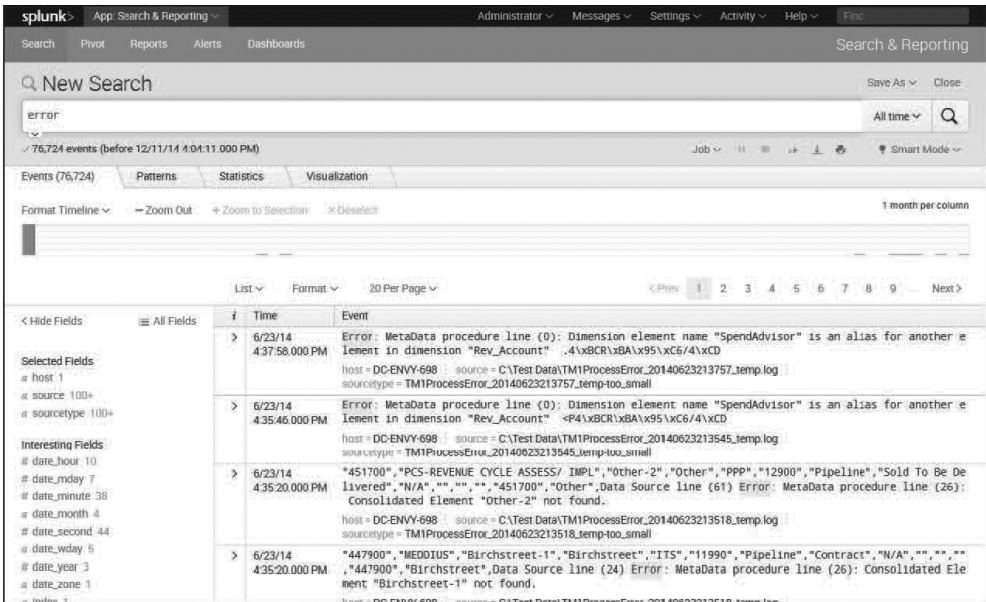 splunk> App: Search & Reporting Administrator Messages Settings Activity Help Find
Search Pivot Reports Alerts Dashboards Search & Reporting
New Search Save As Close
error All time
76,724 events (before 12/11/14 4:04:11.000 PM) Job Smart Mode
Events (76,724) Patterns Statistics Visualization
Format Timeline – Zoom Out + Zoom to Selection × Deselect 1 month per column
List Format 20 Per Page < Prev 1 2 3 4 5 6 7 8 9 ... Next >
< Hide Fields All Fields i Time Event
Selected Fields
a host 1
a source 100+
a sourcetype 100+
Interesting Fields
# date_hour 10
# date_mday 7
# date_minute 38
a date_month 4
# date_second 44
a date_wday 5
# date_year 3
a date_zone 1
a index 1
> 6/23/14
4:37:58.000 PM
Error: MetaData procedure line (0): Dimension element name "SpendAdvisor" is an alias for another e
lement in dimension "Rev_Account" .4\xBCR\xBA\x95\xC6/4\xCD
host = DC-ENVY-698 source = C:\Test Data\TM1ProcessError_20140623213757_temp.log
sourcetype = TM1ProcessError_20140623213757_temp-too_small
> 6/23/14
4:35:46.000 PM
Error: MetaData procedure line (0): Dimension element name "SpendAdvisor" is an alias for another e
lement in dimension "Rev_Account" <P4\xBCR\xBA\x95\xC6/4\xCD
host = DC-ENVY-698 source = C:\Test Data\TM1ProcessError_20140623213545_temp.log
sourcetype = TM1ProcessError_20140623213545_temp-too_small
> 6/23/14
4:35:20.000 PM
"451700","PCS-REVENUE CYCLE ASSESS/ IMPL","Other-2","Other","PPP","12900","Pipeline","Sold To Be De
livered","N/A","","","","451700","Other",Data Source line (61) Error: MetaData procedure line (26):
Consolidated Element "Other-2" not found.
host = DC-ENVY-698 source = C:\Test Data\TM1ProcessError_20140623213518_temp.log
sourcetype = TM1ProcessError_20140623213518_temp-too_small
> 6/23/14
4:35:20.000 PM
"447900","MEDDIUS","Birchstreet-1","Birchstreet","ITS","11990","Pipeline","Contract","N/A","","",""
,"447900","Birchstreet",Data Source line (24) Error: MetaData procedure line (26): Consolidated Ele
ment "Birchstreet-1" not found.
host = DC-ENVY-698 source = C:\Test Data\TM1ProcessError_20140623213518_temp.log